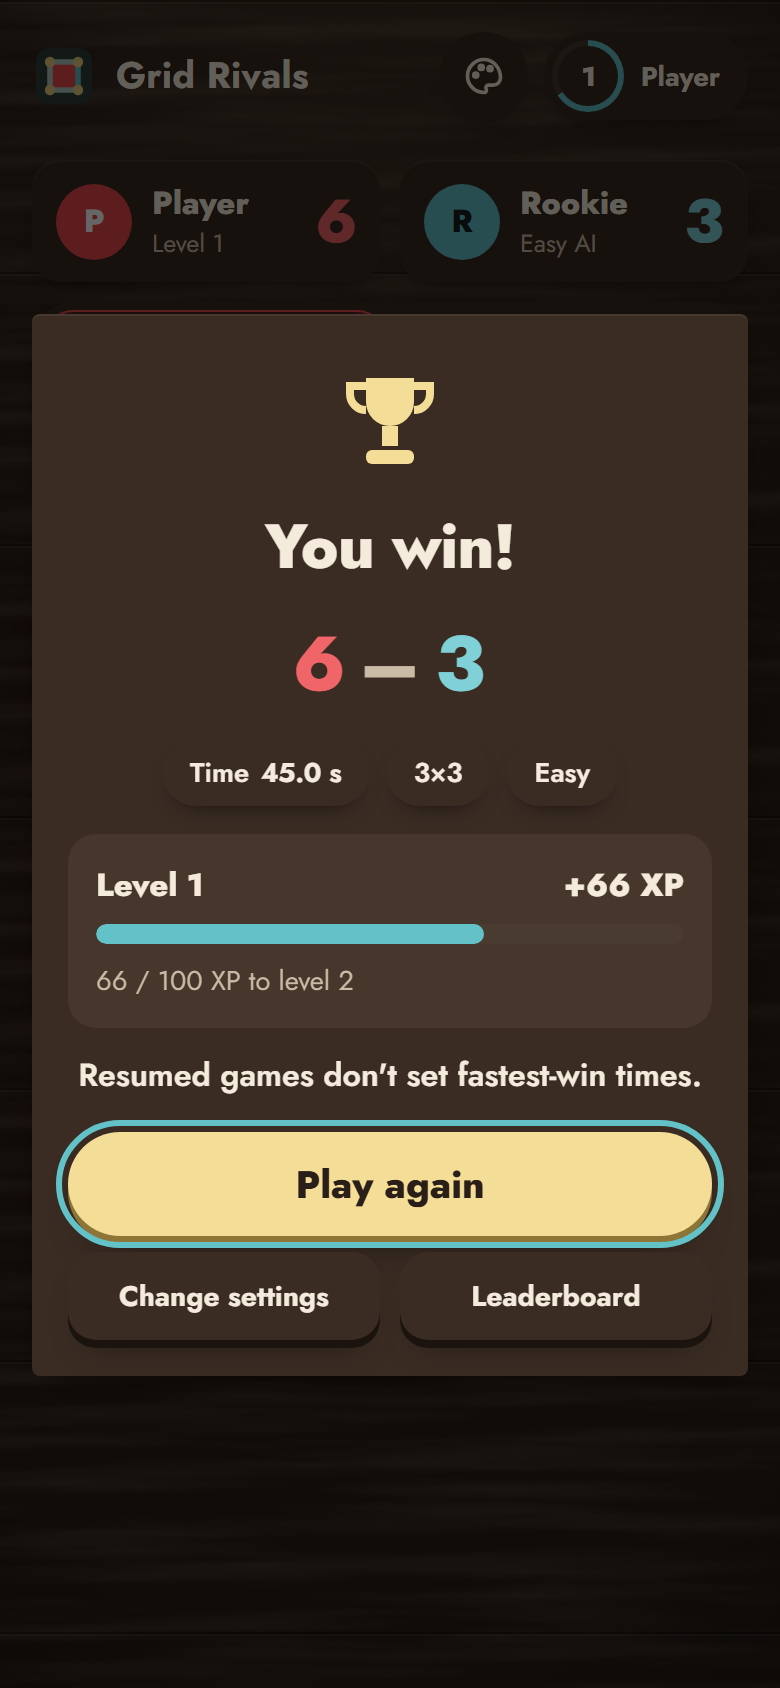 Grid Rivals
1 Player
P Player 6
Level 1
R Rookie 3
Easy AI
You win!
6 – 3
Time 45.0 s 3×3 Easy
Level 1 +66 XP
66 / 100 XP to level 2
Resumed games don't set fastest-win times.
Play again
Change settings Leaderboard